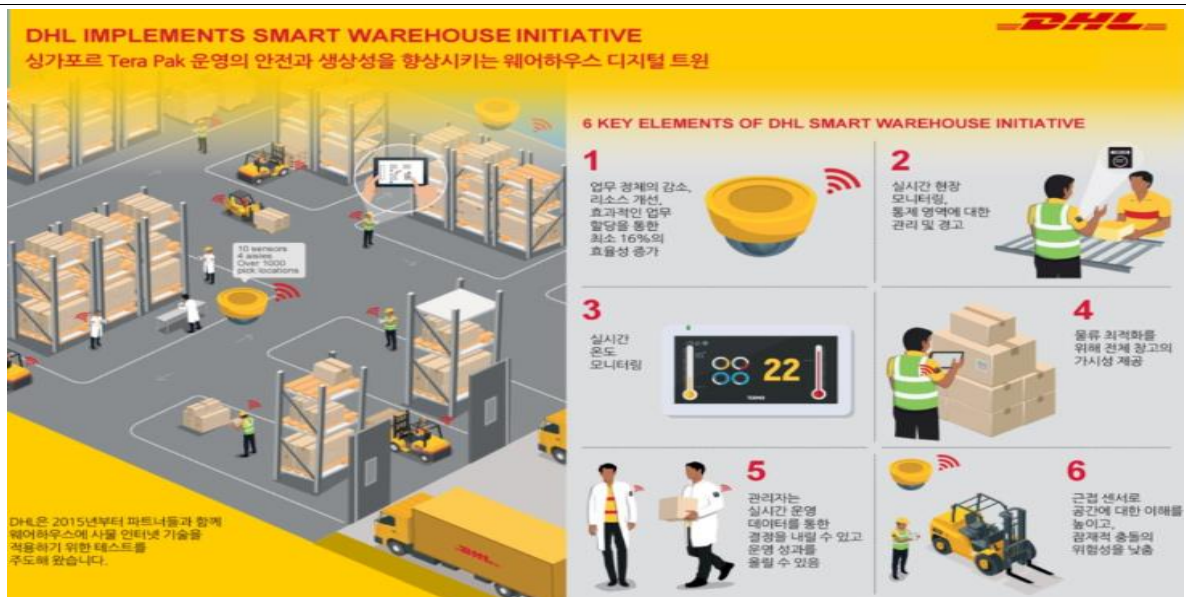 DHL IMPLEMENTS SMART WAREHOUSE INITIATIVE
DHL
싱가포르 Tera Pak 운영의 안전과 생상성을 향상시키는 웨어하우스 디지털 트윈
10 sensors
4 aisles
Over 1000
pick locations
DHL은 2015년부터 파트너들과 함께
웨어하우스에 사물 인터넷 기술을
적용하기 위한 테스트를
주도해 왔습니다.
DHL
6 KEY ELEMENTS OF DHL SMART WAREHOUSE INITIATIVE
1
업무 정체의 감소,
리소스 개선,
효과적인 업무
할당을 통한
최소 16%의
효율성 증가
2
실시간 현장
모니터링,
통제 영역에 대한
관리 및 경고
3
실시간
온도
모니터링
22
4
물류 최적화를
위해 전체 창고의
가시성 제공
5
관리자는
실시간 운영
데이터를 통한
결정을 내릴 수 있고
운영 성과를
올릴 수 있음
6
근접 센서로
공간에 대한 이해를
높이고,
잠재적 충돌의
위험성을 낮춤